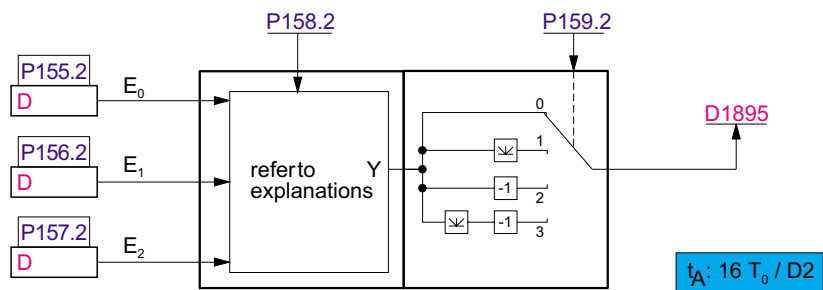 P158.2
P159.2
P155.2
D
E0
P156.2
D
E1
P157.2
D
E2
refer to
explanations
Y
0
1
-1
2
-1
3
D1895
tA: 16 T0 / D2